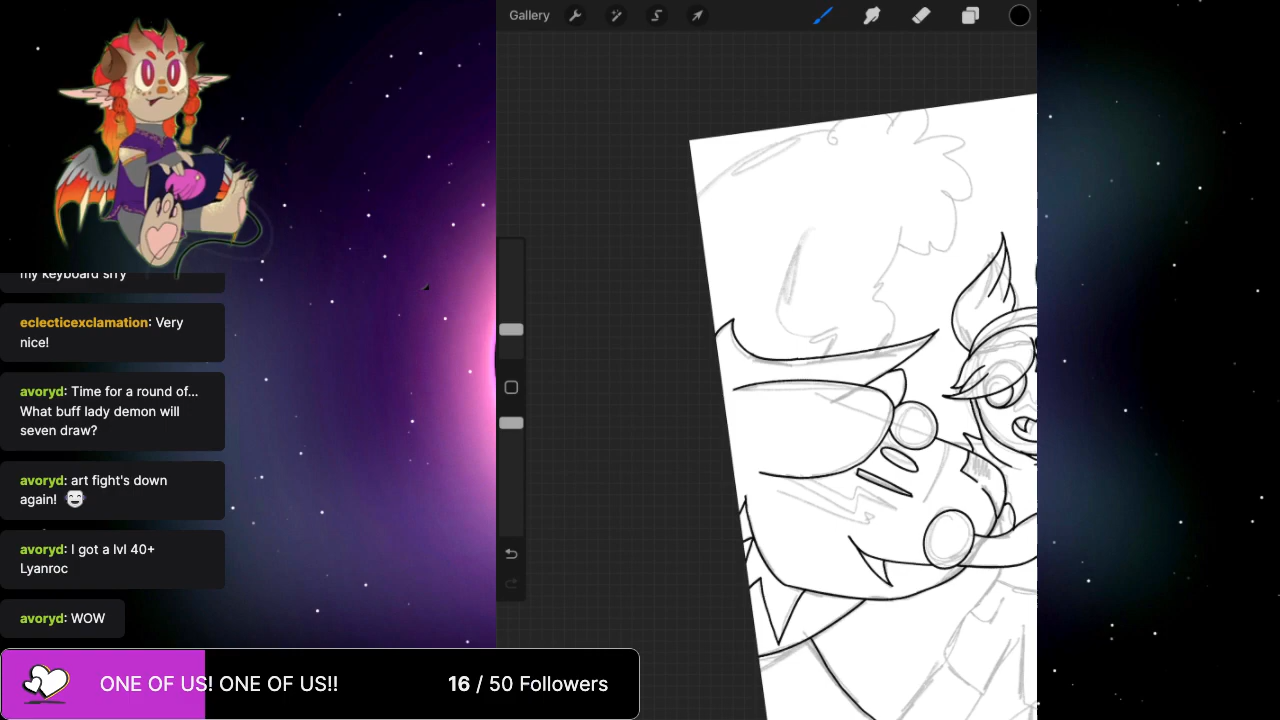 Gallery
my keyboard srry
eclecticexclamation: Very
nice!
avoryd: Time for a round of...
What buff lady demon will
seven draw?
avoryd: art fight's down
again!
avoryd: I got a lvl 40+
Lyanroc
avoryd: WOW
ONE OF US! ONE OF US!!
16 / 50 Followers